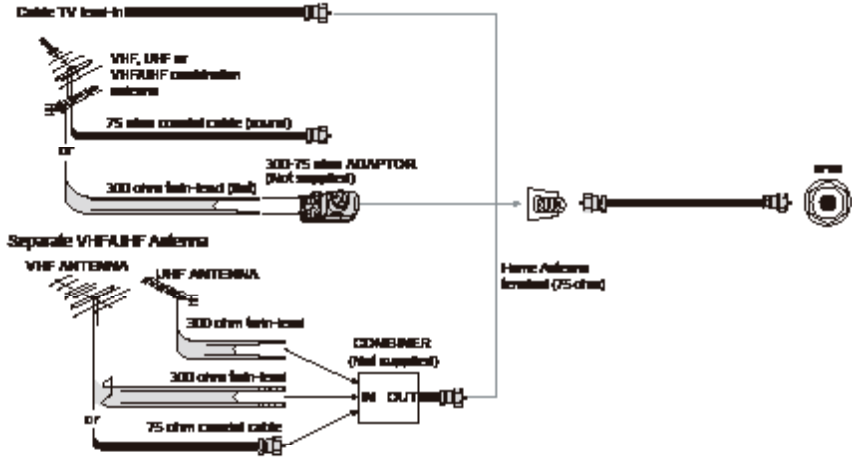 Cable TV lead-in
VHF, UHF or
VHF/UHF combination
antenna
75 ohm coaxial cable (round)
or
300-75 ohm ADAPTOR
(Not supplied)
300 ohm twin-lead (flat)
Separate VHF/UHF Antenna
VHF ANTENNA
UHF ANTENNA
Home Antenna
terminal (75-ohm)
300 ohm twin-lead
COMBINER
(Not supplied)
300 ohm twin-lead
IN OUT
or
75 ohm coaxial cable